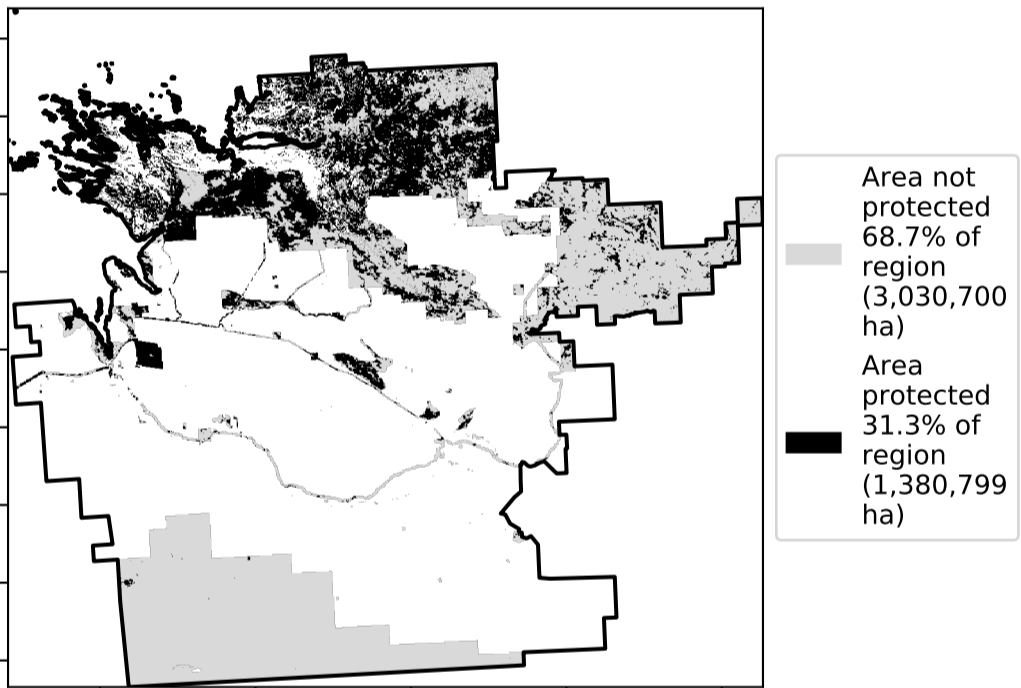 Area not
protected
68.7% of
region
(3,030,700
ha)
Area
protected
31.3% of
region
(1,380,799
ha)